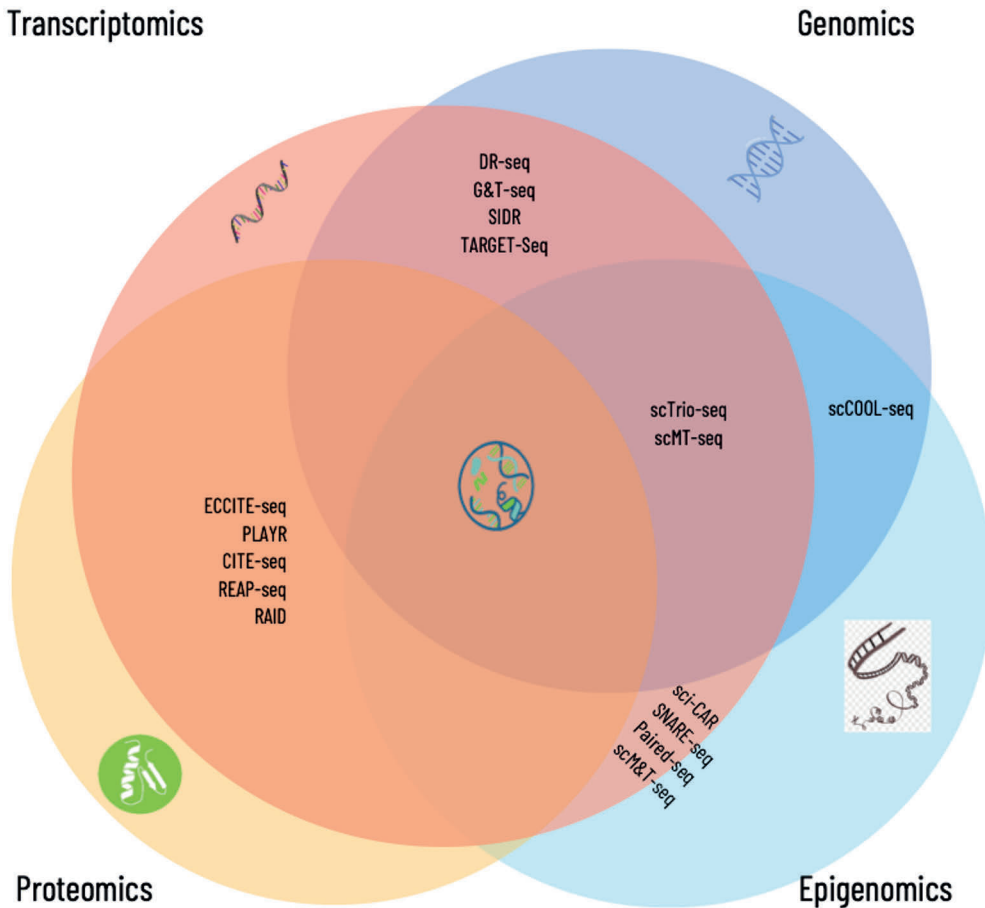 Transcriptomics
Genomics
DR-seq
G&T-seq
SIDR
TARGET-Seq
scTrio-seq
scMT-seq
scCOOL-seq
ECCITE-seq
PLAYR
CITE-seq
REAP-seq
RAID
sci-CAR
SNARE-seq
Paired-seq
scM&T-seq
Proteomics
Epigenomics